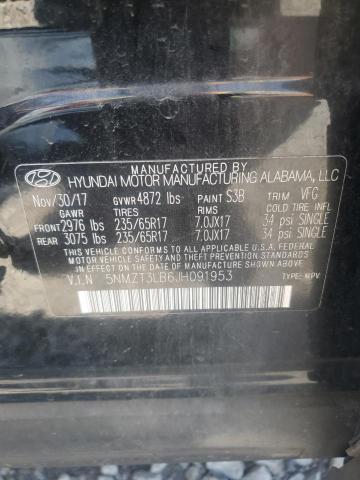 MANUFACTURED BY
HYUNDAI MOTOR MANUFACTURING ALABAMA, LLC
Nov/30/17 GVWR 4872 lbs PAINT S3B TRIM VFG
GAWR TIRES RIMS COLD TIRE INF.
FRONT 2976 lbs 235/65R17 7.0JX17 34 psi SINGLE
REAR 3075 lbs 235/65R17 7.0JX17 34 psi SINGLE
THIS VEHICLE CONFORMS TO ALL APPLICABLE U.S. FEDERAL
MOTOR VEHICLE SAFETY AND THEFT PREVENTION STANDARDS
IN EFFECT ON THE DATE OF MANUFACTURE SHOWN ABOVE.
V.I.N 5NMZT3LB6JH091953 TYPE: MPV